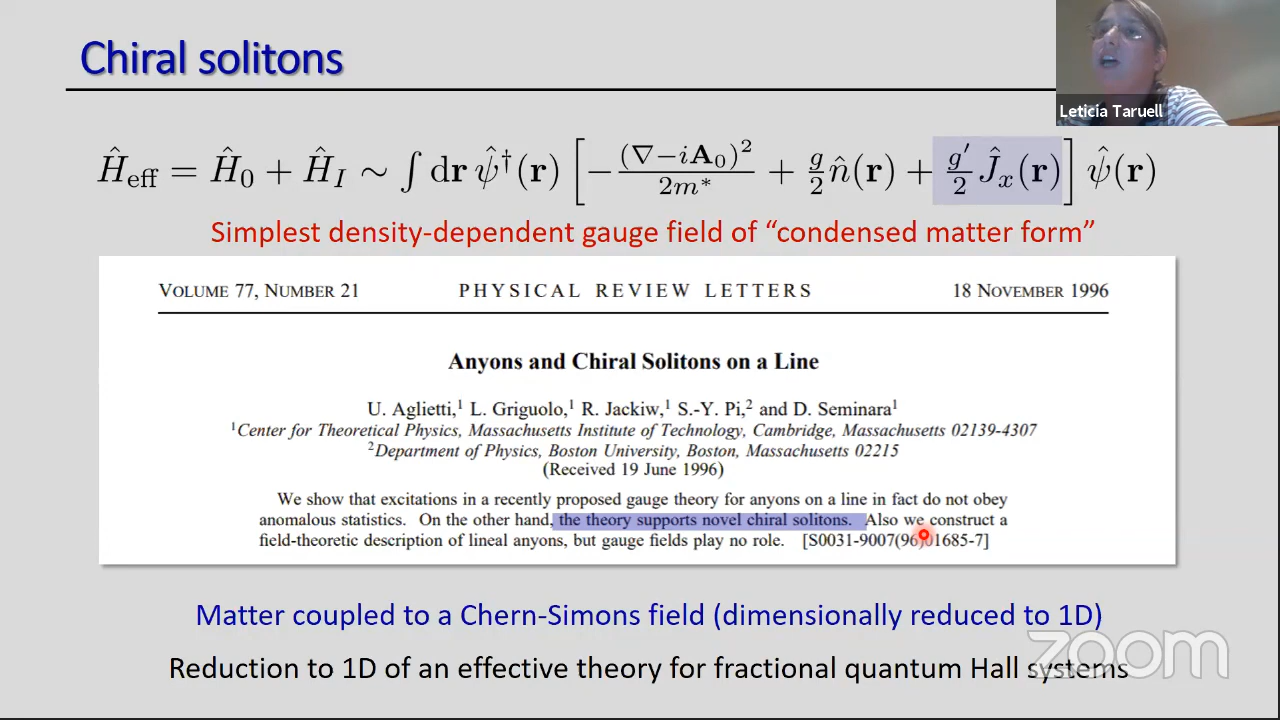 Chiral solitons
Leticia Taruell
Ĥ_eff = Ĥ_0 + Ĥ_I ∼ ∫ dr ψ̂†(r) [ −(∇−iA_0)²/2m* + g/2 n̂(r) + g′/2 Ĵ_x(r) ] ψ̂(r)
Simplest density-dependent gauge field of “condensed matter form”
VOLUME 77, NUMBER 21 PHYSICAL REVIEW LETTERS 18 NOVEMBER 1996
Anyons and Chiral Solitons on a Line
U. Aglietti,¹ L. Griguolo,¹ R. Jackiw,¹ S.-Y. Pi,² and D. Seminara¹
¹Center for Theoretical Physics, Massachusetts Institute of Technology, Cambridge, Massachusetts 02139-4307
²Department of Physics, Boston University, Boston, Massachusetts 02215
(Received 19 June 1996)
We show that excitations in a recently proposed gauge theory for anyons on a line in fact do not obey
anomalous statistics. On the other hand, the theory supports novel chiral solitons. Also we construct a
field-theoretic description of lineal anyons, but gauge fields play no role. [S0031-9007(96)01685-7]
Matter coupled to a Chern-Simons field (dimensionally reduced to 1D)
Reduction to 1D of an effective theory for fractional quantum Hall systems
zoom